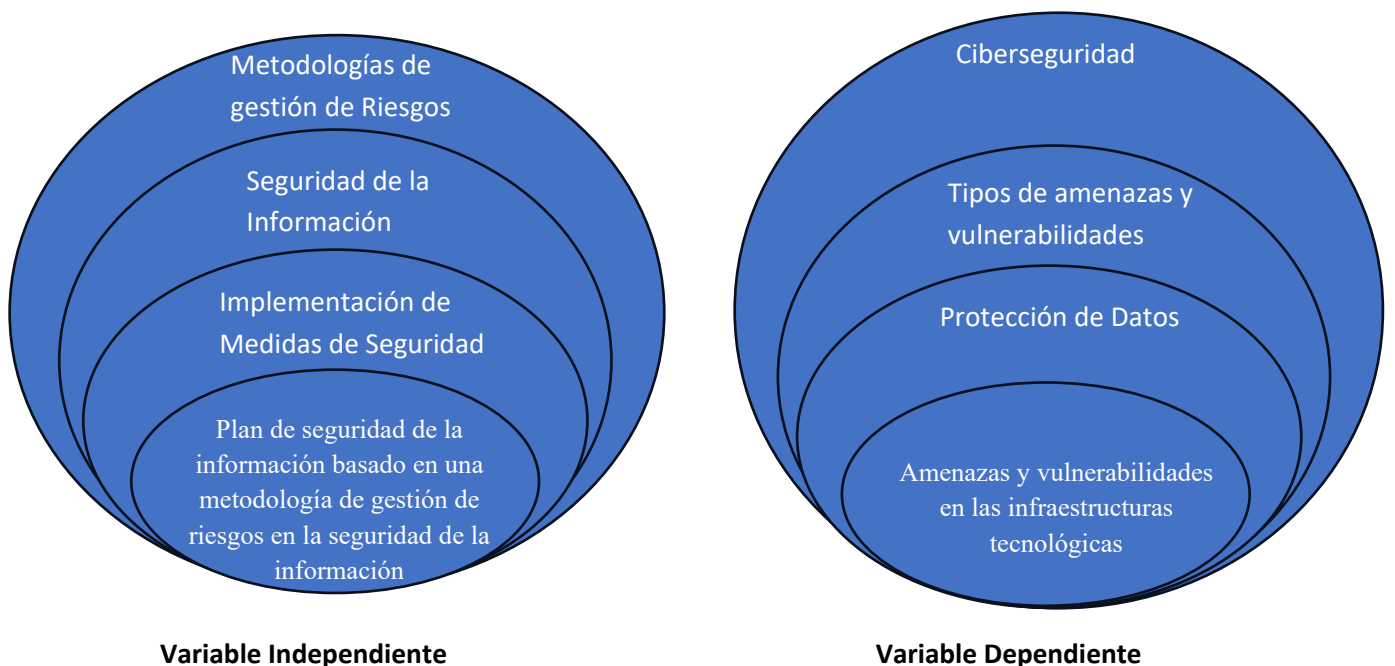 Metodologías de
gestión de Riesgos
Seguridad de la
Información
Implementación de
Medidas de Seguridad
Plan de seguridad de la
información basado en una
metodología de gestión de
riesgos en la seguridad de la
información
Variable Independiente
Ciberseguridad
Tipos de amenazas y
vulnerabilidades
Protección de Datos
Amenazas y vulnerabilidades
en las infraestructuras
tecnológicas
Variable Dependiente